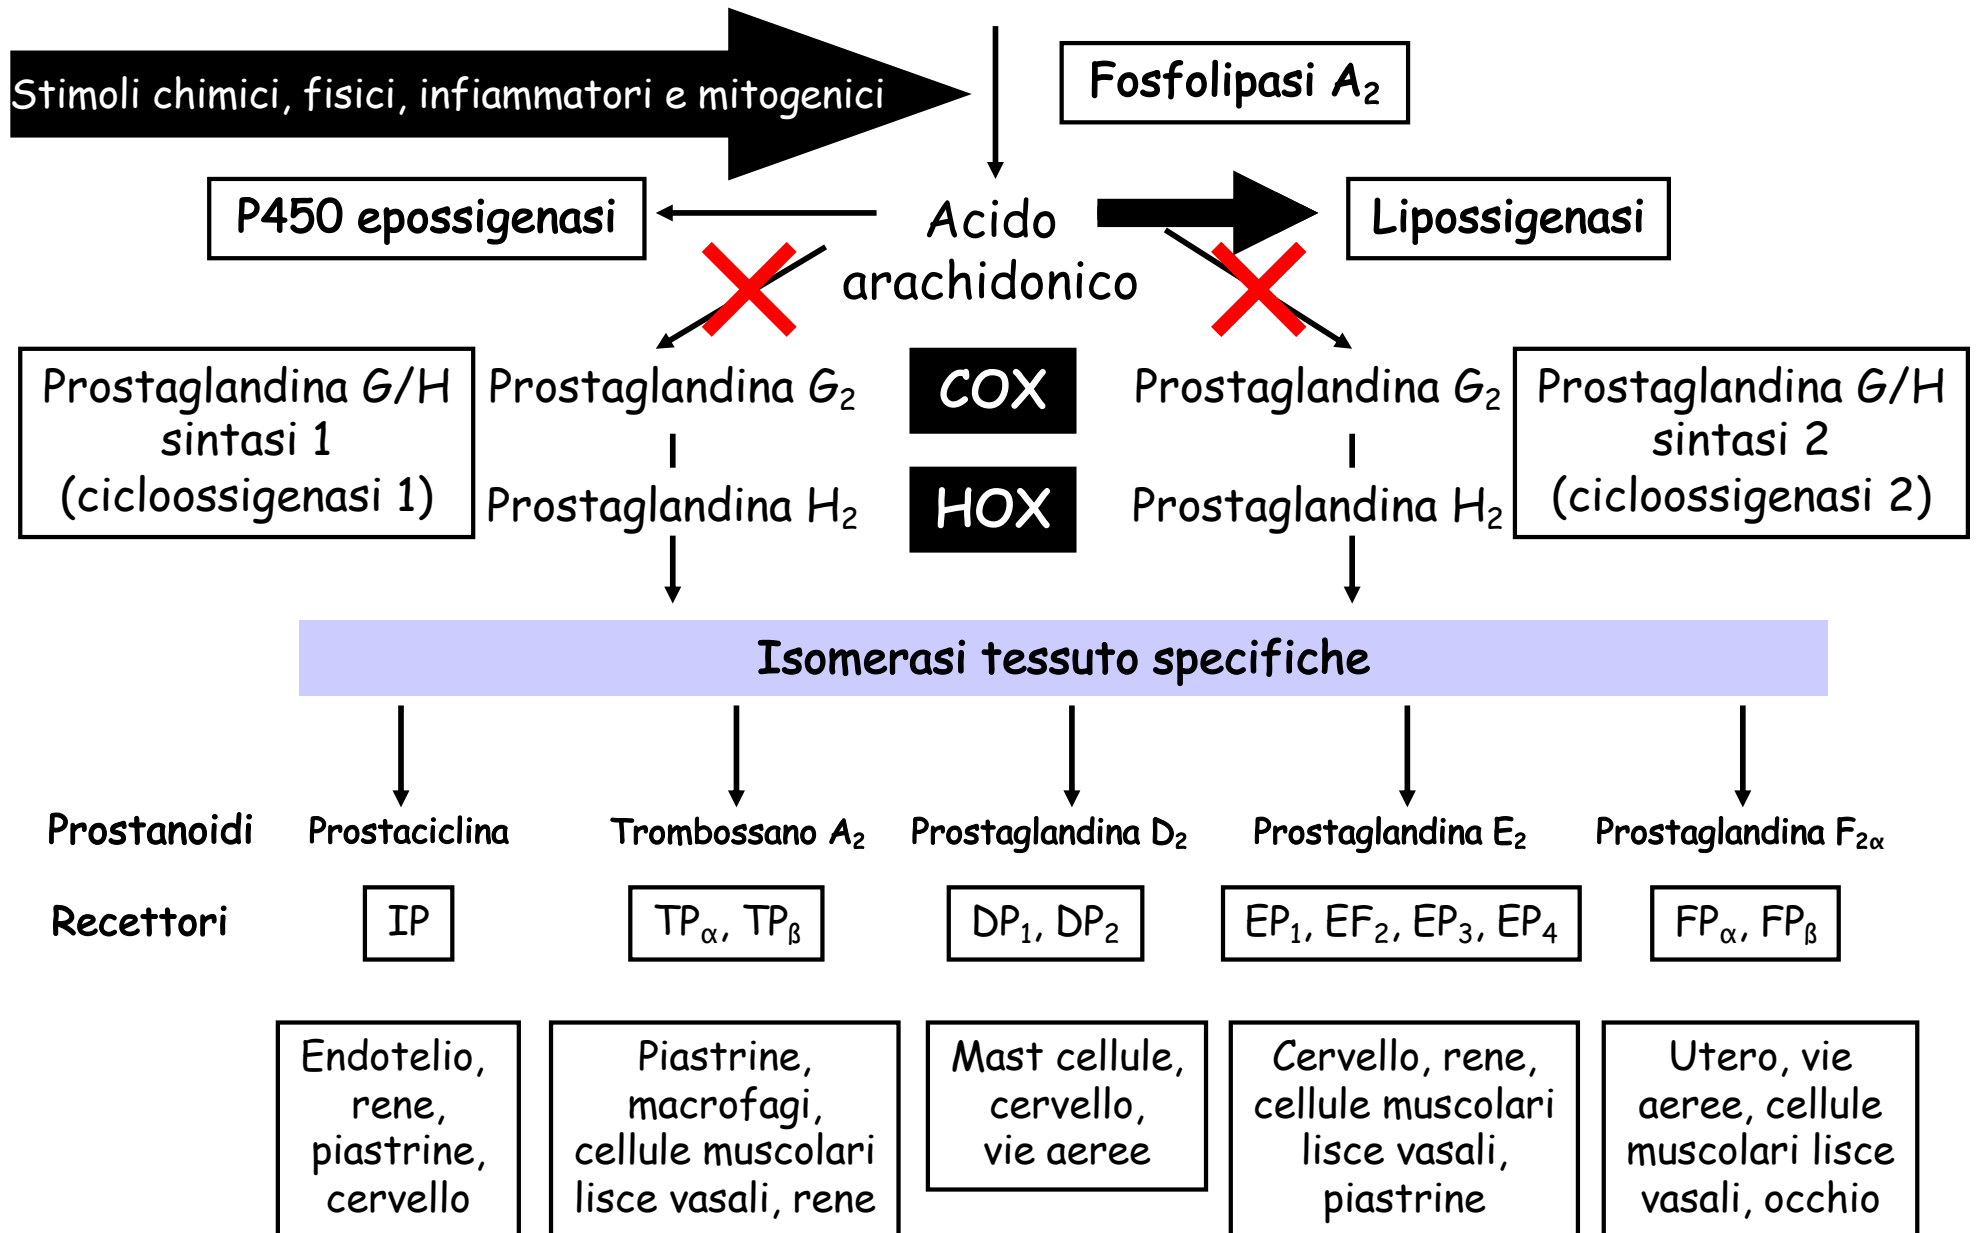 Stimoli chimici, fisici, infiammatori e mitogenici
Fosfolipasi A₂
P450 epossigenasi
Acido
arachidonico
Lipossigenasi
Prostaglandina G/H
sintasi 1
(cicloossigenasi 1)
Prostaglandina G₂
COX
Prostaglandina G₂
Prostaglandina G/H
sintasi 2
(cicloossigenasi 2)
Prostaglandina H₂
HOX
Prostaglandina H₂
Isomerasi tessuto specifiche
Prostanoidi
Prostaciclina
Trombossano A₂
Prostaglandina D₂
Prostaglandina E₂
Prostaglandina F₂α
Recettori
IP
TPα, TPβ
DP₁, DP₂
EP₁, EF₂, EP₃, EP₄
FPα, FPβ
Endotelio,
rene,
piastrine,
cervello
Piastrine,
macrofagi,
cellule muscolari
lisce vasali, rene
Mast cellule,
cervello,
vie aeree
Cervello, rene,
cellule muscolari
lisce vasali,
piastrine
Utero, vie
aeree, cellule
muscolari lisce
vasali, occhio